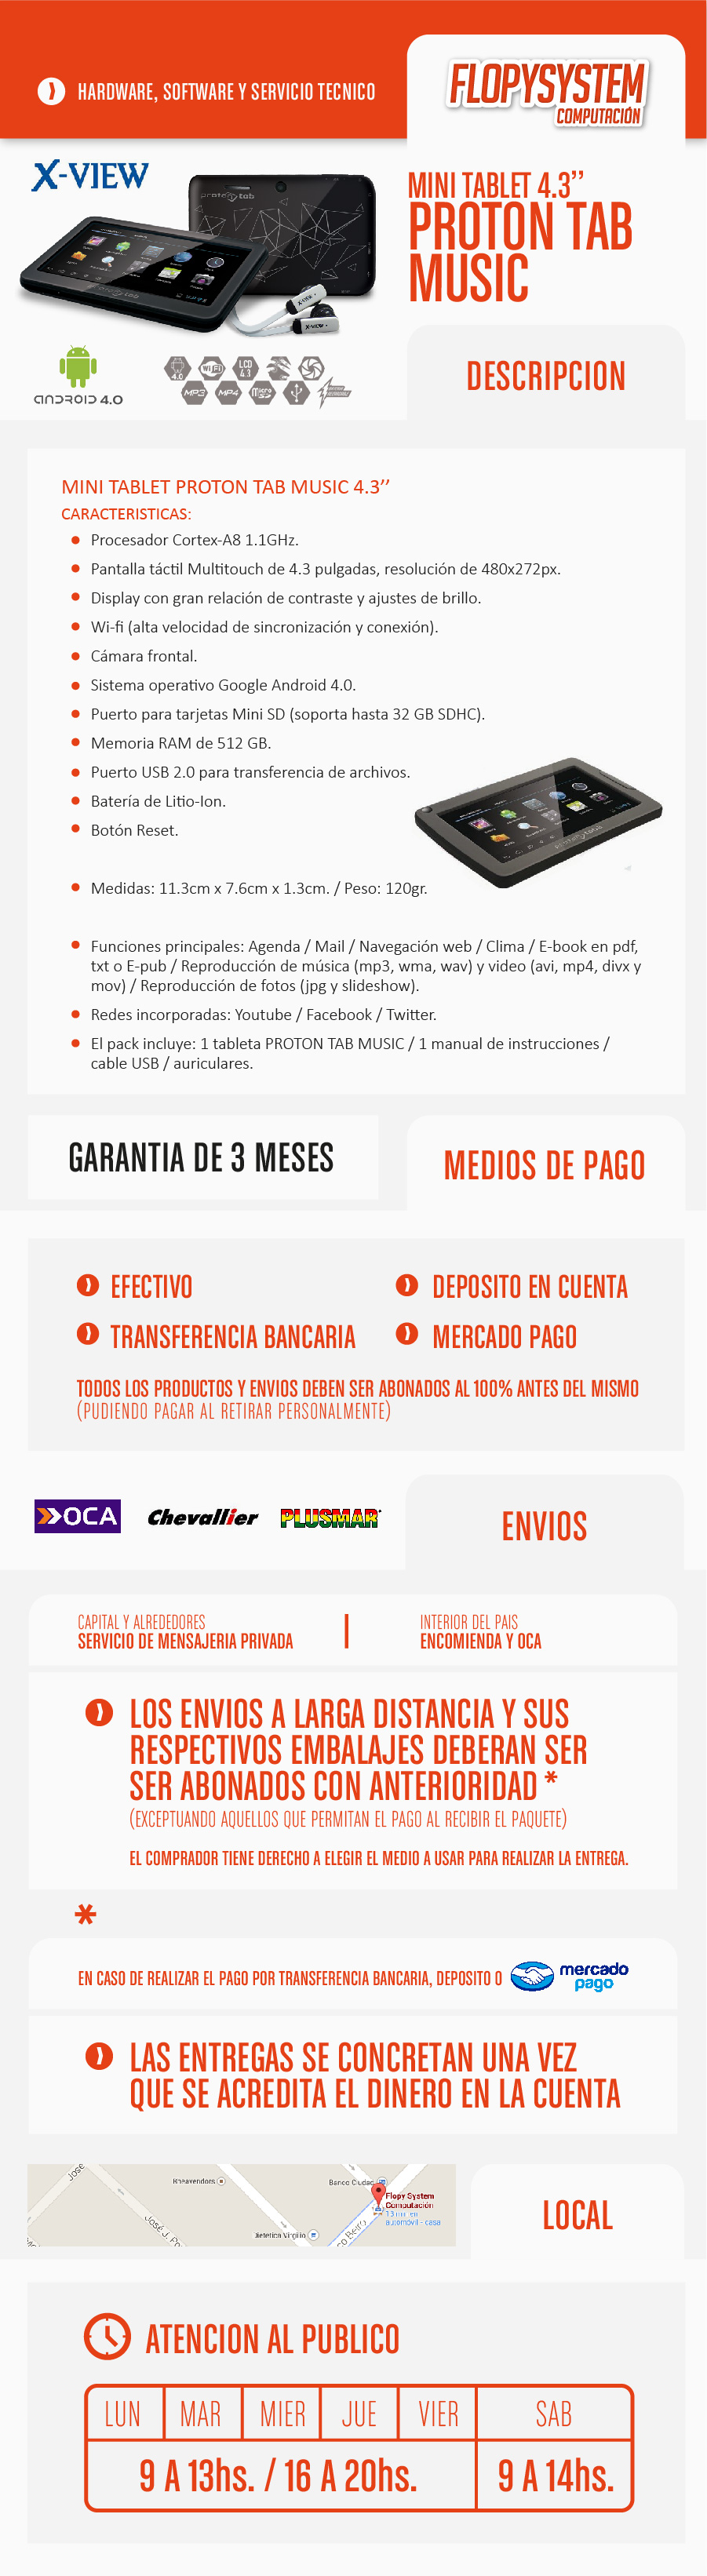 HARDWARE, SOFTWARE Y SERVICIO TECNICO
FLOPYSYSTEM
COMPUTACIÓN
X-VIEW
proton tab
X-VIEW
X-VIEW
MINI TABLET 4.3’’
PROTON TAB
MUSIC
ANDROID 4.0
4.0
WiFi
LCD
4.3
MP3
MP4
micro
DESCRIPCION
MINI TABLET PROTON TAB MUSIC 4.3’’
CARACTERISTICAS:
Procesador Cortex-A8 1.1GHz.
Pantalla táctil Multitouch de 4.3 pulgadas, resolución de 480x272px.
Display con gran relación de contraste y ajustes de brillo.
Wi-fi (alta velocidad de sincronización y conexión).
Cámara frontal.
Sistema operativo Google Android 4.0.
Puerto para tarjetas Mini SD (soporta hasta 32 GB SDHC).
Memoria RAM de 512 GB.
Puerto USB 2.0 para transferencia de archivos.
Batería de Litio-Ion.
Botón Reset.
Medidas: 11.3cm x 7.6cm x 1.3cm. / Peso: 120gr.
Funciones principales: Agenda / Mail / Navegación web / Clima / E-book en pdf,
txt o E-pub / Reproducción de música (mp3, wma, wav) y video (avi, mp4, divx y
mov) / Reproducción de fotos (jpg y slideshow).
Redes incorporadas: Youtube / Facebook / Twitter.
El pack incluye: 1 tableta PROTON TAB MUSIC / 1 manual de instrucciones /
cable USB / auriculares.
GARANTIA DE 3 MESES
MEDIOS DE PAGO
EFECTIVO
DEPOSITO EN CUENTA
TRANSFERENCIA BANCARIA
MERCADO PAGO
TODOS LOS PRODUCTOS Y ENVIOS DEBEN SER ABONADOS AL 100% ANTES DEL MISMO
(PUDIENDO PAGAR AL RETIRAR PERSONALMENTE)
OCA
Chevallier
PLUSMAR
ENVIOS
CAPITAL Y ALREDEDORES
SERVICIO DE MENSAJERIA PRIVADA
INTERIOR DEL PAIS
ENCOMIENDA Y OCA
LOS ENVIOS A LARGA DISTANCIA Y SUS
RESPECTIVOS EMBALAJES DEBERAN SER
SER ABONADOS CON ANTERIORIDAD *
(EXCEPTUANDO AQUELLOS QUE PERMITAN EL PAGO AL RECIBIR EL PAQUETE)
EL COMPRADOR TIENE DERECHO A ELEGIR EL MEDIO A USAR PARA REALIZAR LA ENTREGA.
*
EN CASO DE REALIZAR EL PAGO POR TRANSFERENCIA BANCARIA, DEPOSITO O
mercado
pago
LAS ENTREGAS SE CONCRETAN UNA VEZ
QUE SE ACREDITA EL DINERO EN LA CUENTA
José
José J. Po
Banco Ciudad
Flopy System
Computación
13 min en
automóvil - casa
Dietetica Virgilio
LOCAL
ATENCION AL PUBLICO
LUN MAR MIER JUE VIER SAB
9 A 13hs. / 16 A 20hs. 9 A 14hs.